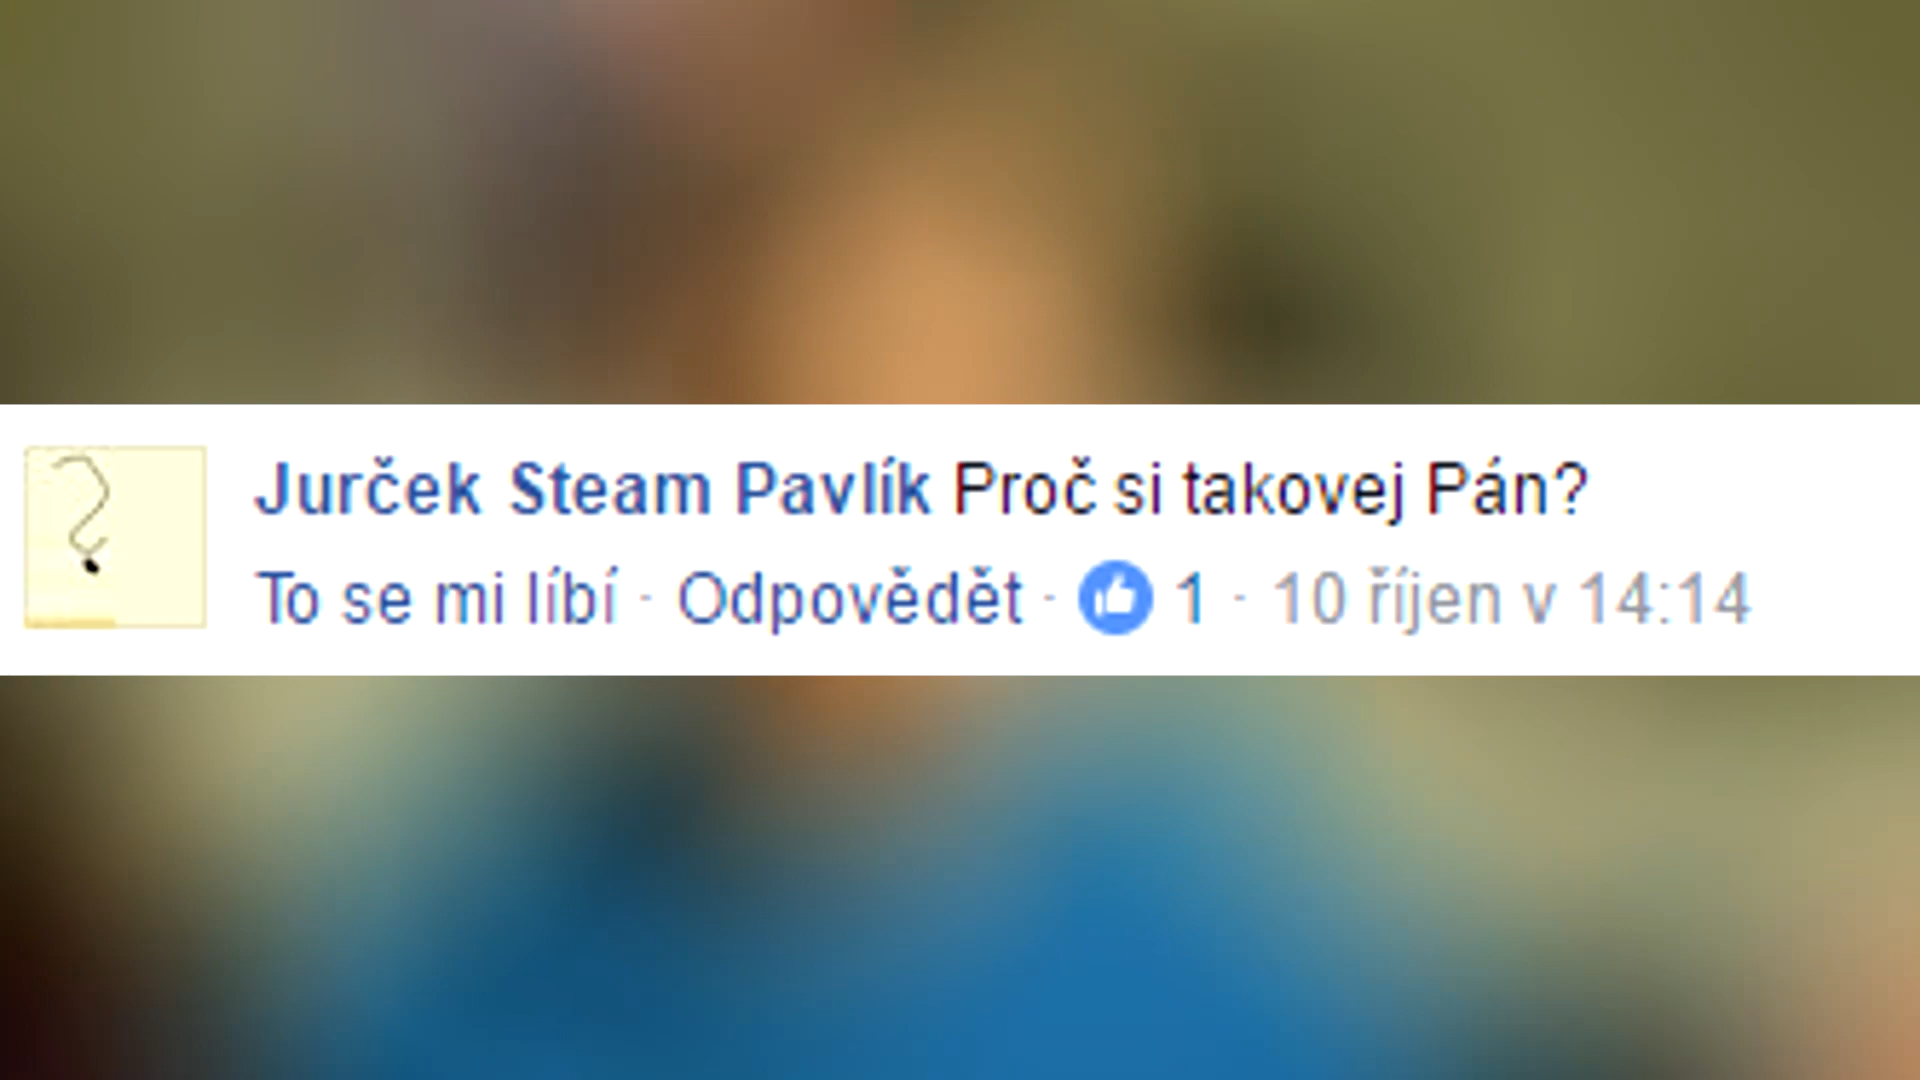 Jurček Steam Pavlík Proč si takovej Pán?
To se mi líbí · Odpovědět · 1 · 10 říjen v 14:14